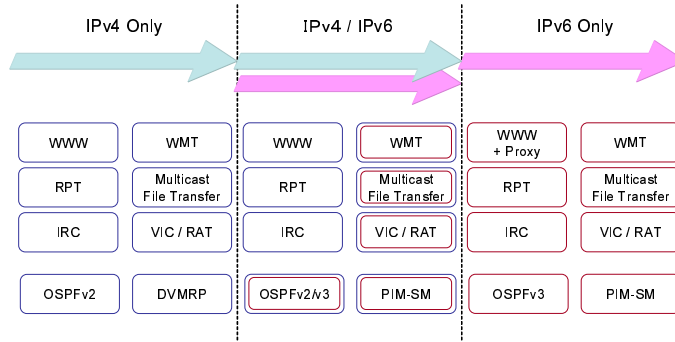 IPv4 Only
IPv4 / IPv6
IPv6 Only
WWW
WMT
WWW
WMT
WWW
+ Proxy
WMT
RPT
Multicast
File Transfer
RPT
Multicast
File Transfer
RPT
Multicast
File Transfer
IRC
VIC / RAT
IRC
VIC / RAT
IRC
VIC / RAT
OSPFv2
DVMRP
OSPFv2/v3
PIM-SM
OSPFv3
PIM-SM